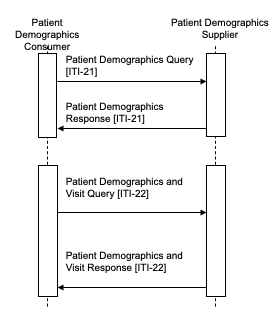 Patient
Demographics
Consumer
Patient Demographics
Supplier
Patient Demographics Query
[ITI-21]
Patient Demographics
Response [ITI-21]
Patient Demographics and
Visit Query [ITI-22]
Patient Demographics and
Visit Response [ITI-22]